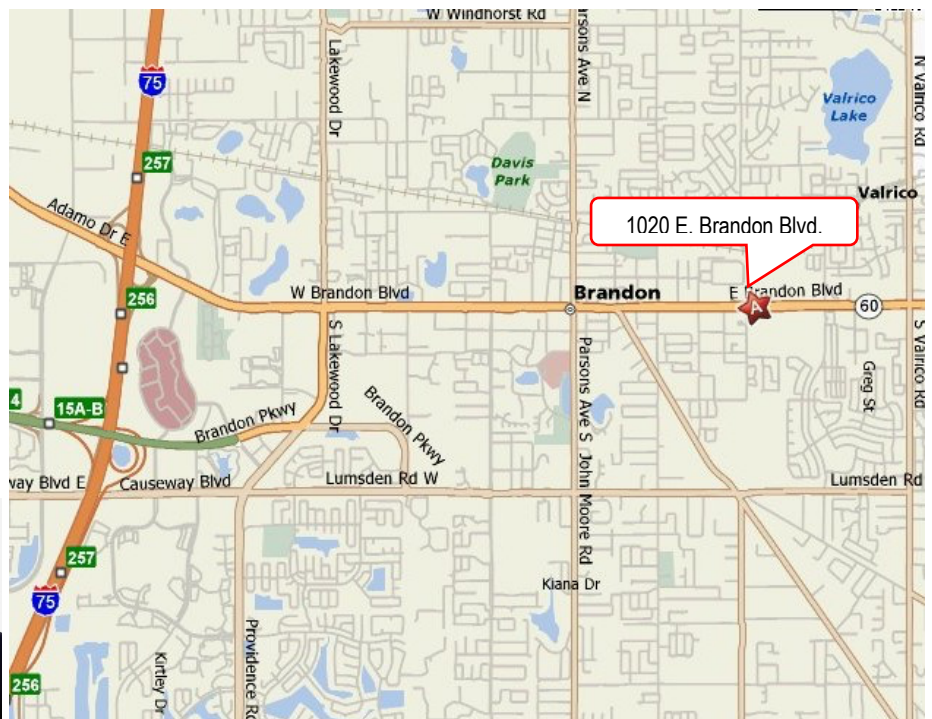 W Windhorst Rd
Lakewood Dr
arsons Ave N
N Valrico Rd
75
Valrico
Lake
257
Davis
Park
Valrico
Adamo Dr E
1020 E. Brandon Blvd.
256
W Brandon Blvd
Brandon
E Brandon Blvd
A
60
S Lakewood Dr
Parsons Ave S
Greg St
S Valrico Rd
4
15A-B
Brandon Pkwy
Brandon Pkwy
way Blvd E
Causeway Blvd
Lumsden Rd W
Lumsden Rd
John Moore Rd
257
Kiana Dr
75
Providence Rd
Kirtley Dr
256